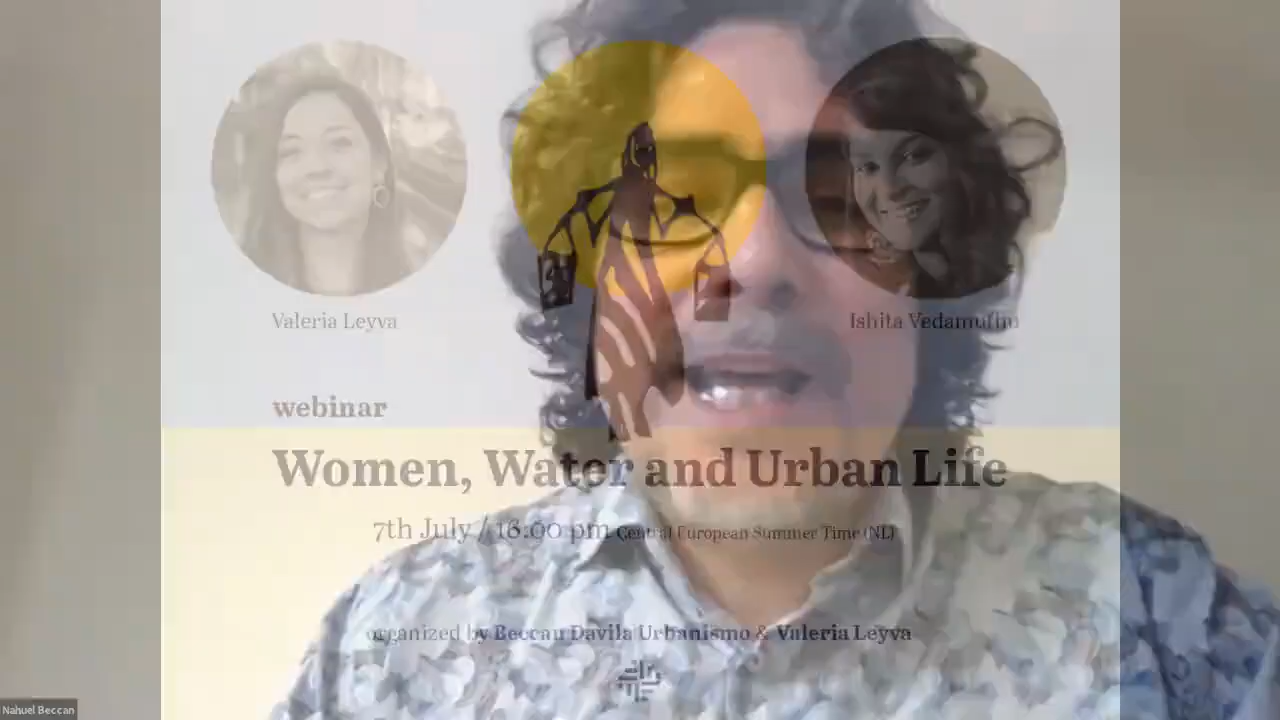 Valeria Leyva
Ishita
webinar
Women, Water and Urban Life
7th July / 16:00 pm Central European Summer Time (NL)
organized by Beccan Davila Urbanismo & Valeria Leyva
Nahuel Beccan